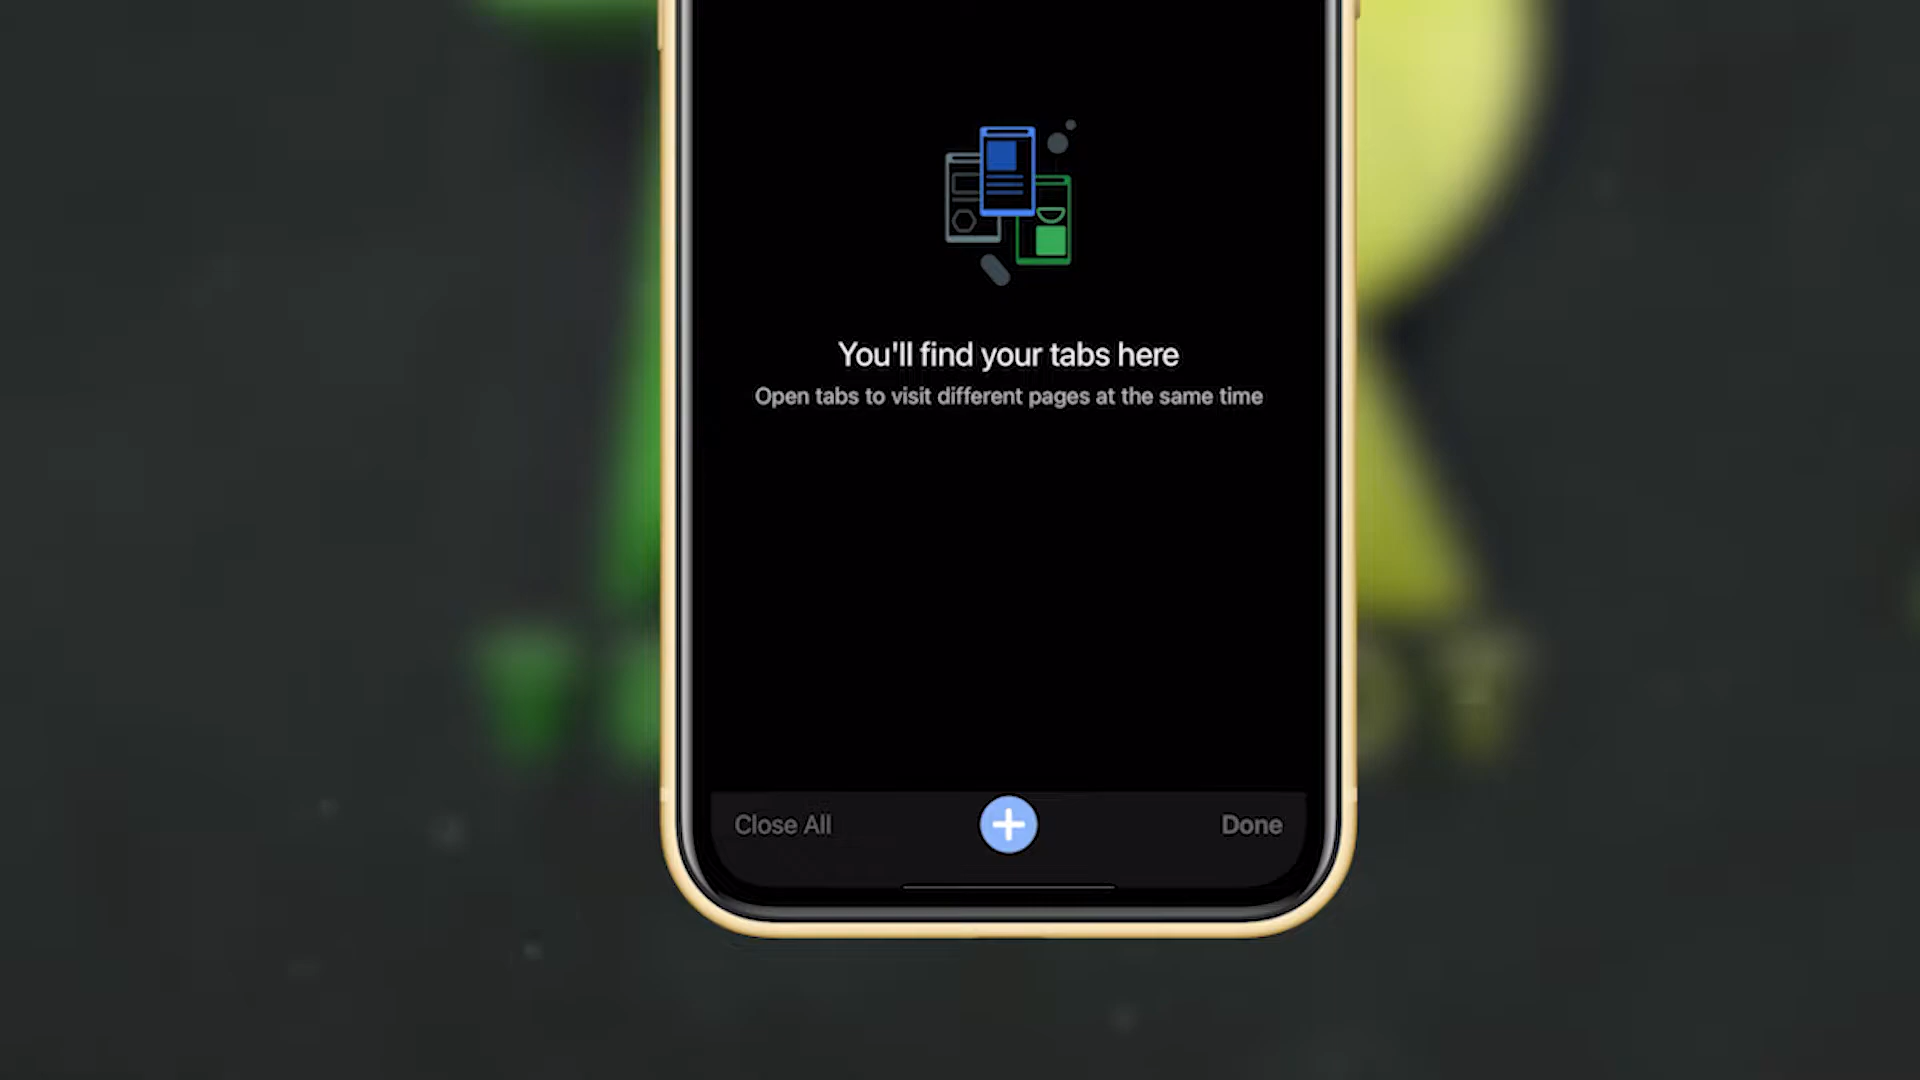 You'll find your tabs here
Open tabs to visit different pages at the same time
Close All
Done